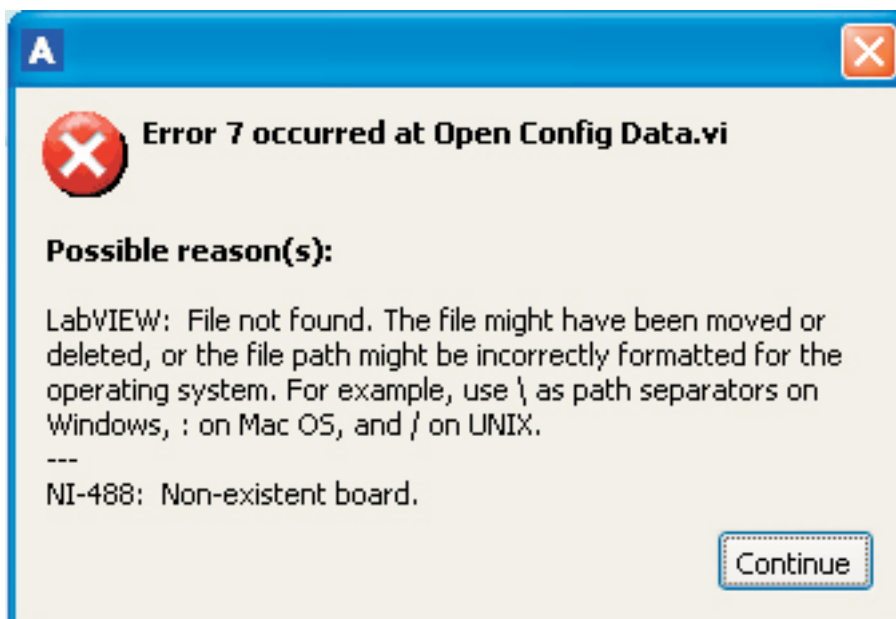 A
Error 7 occurred at Open Config Data.vi
Possible reason(s):
LabVIEW:  File not found. The file might have been moved or
deleted, or the file path might be incorrectly formatted for the
operating system. For example, use \ as path separators on
Windows, : on Mac OS, and / on UNIX.
---
NI-488:  Non-existent board.
Continue